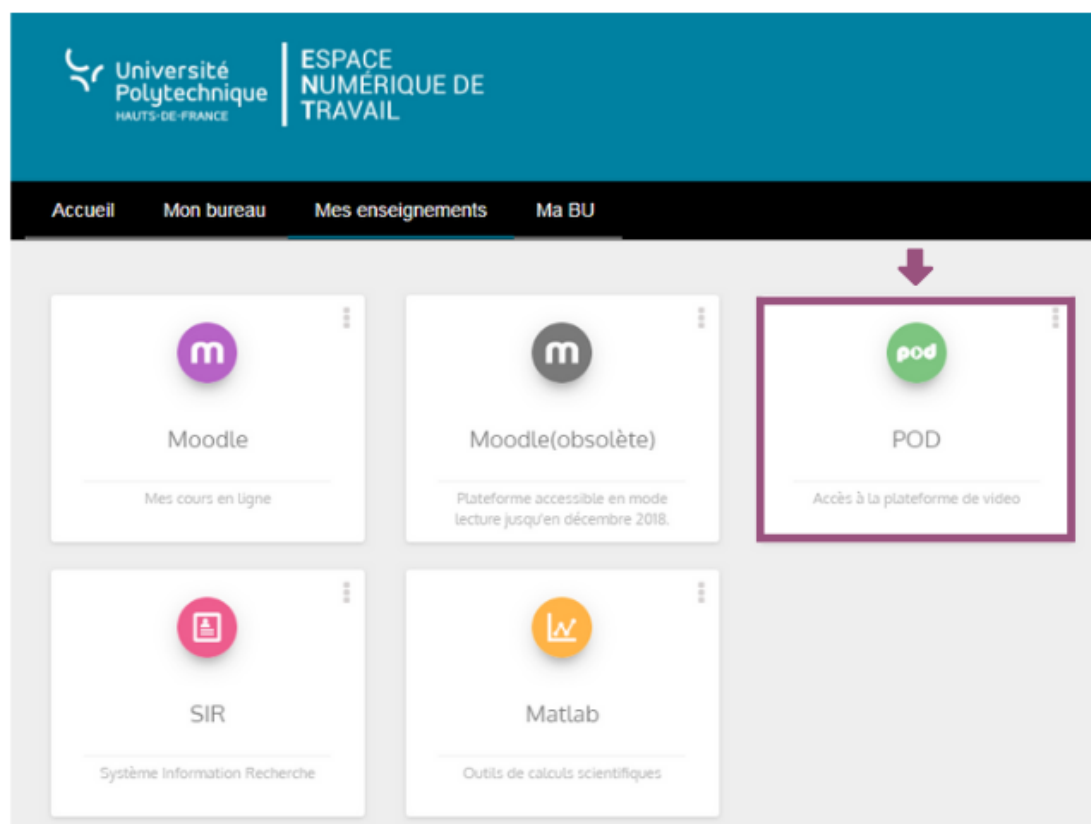 Université
Polytechnique
HAUTS-DE-FRANCE
ESPACE
NUMÉRIQUE DE
TRAVAIL
Accueil Mon bureau Mes enseignements Ma BU
m
Moodle
Mes cours en ligne
m
Moodle(obsolète)
Plateforme accessible en mode
lecture jusqu'en décembre 2018.
pod
POD
Accès à la plateforme de video
SIR
Système Information Recherche
Matlab
Outils de calculs scientifiques